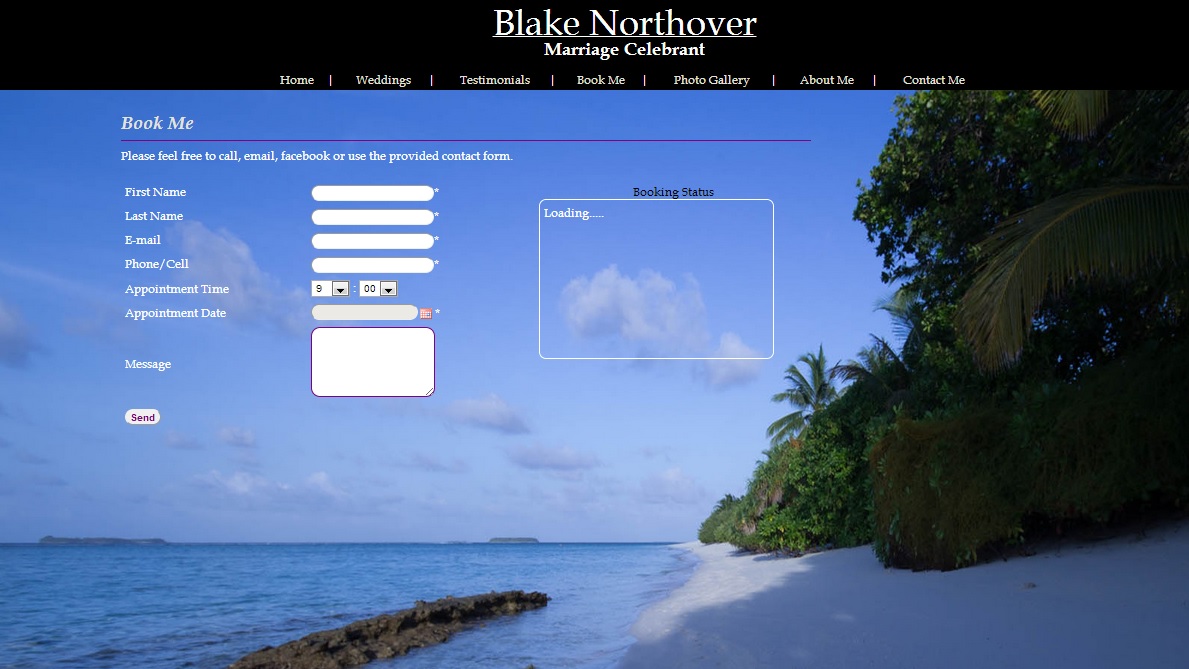 Blake Northover
Marriage Celebrant
Home | Weddings | Testimonials | Book Me | Photo Gallery | About Me | Contact Me
Book Me
Please feel free to call, email, facebook or use the provided contact form.
First Name *
Last Name *
E-mail *
Phone/Cell *
Appointment Time 9 : 00
Appointment Date *
Message
Send
Booking Status
Loading.....